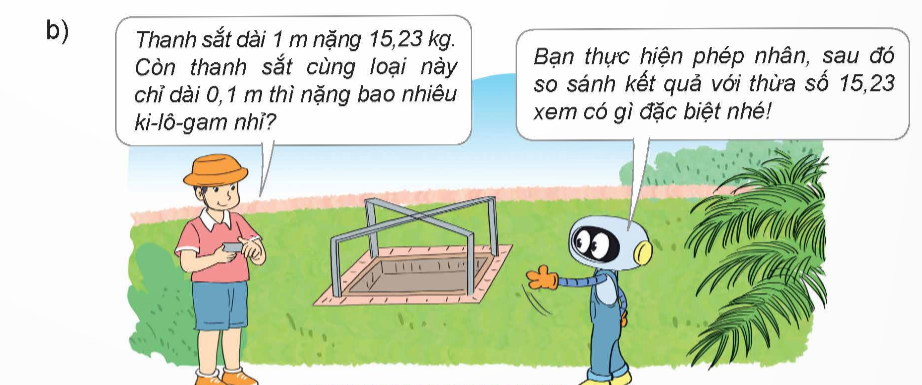 b)
Thanh sắt dài 1 m nặng 15,23 kg.
Còn thanh sắt cùng loại này
chỉ dài 0,1 m thì nặng bao nhiêu
ki-lô-gam nhỉ?
Bạn thực hiện phép nhân, sau đó
so sánh kết quả với thừa số 15,23
xem có gì đặc biệt nhé!